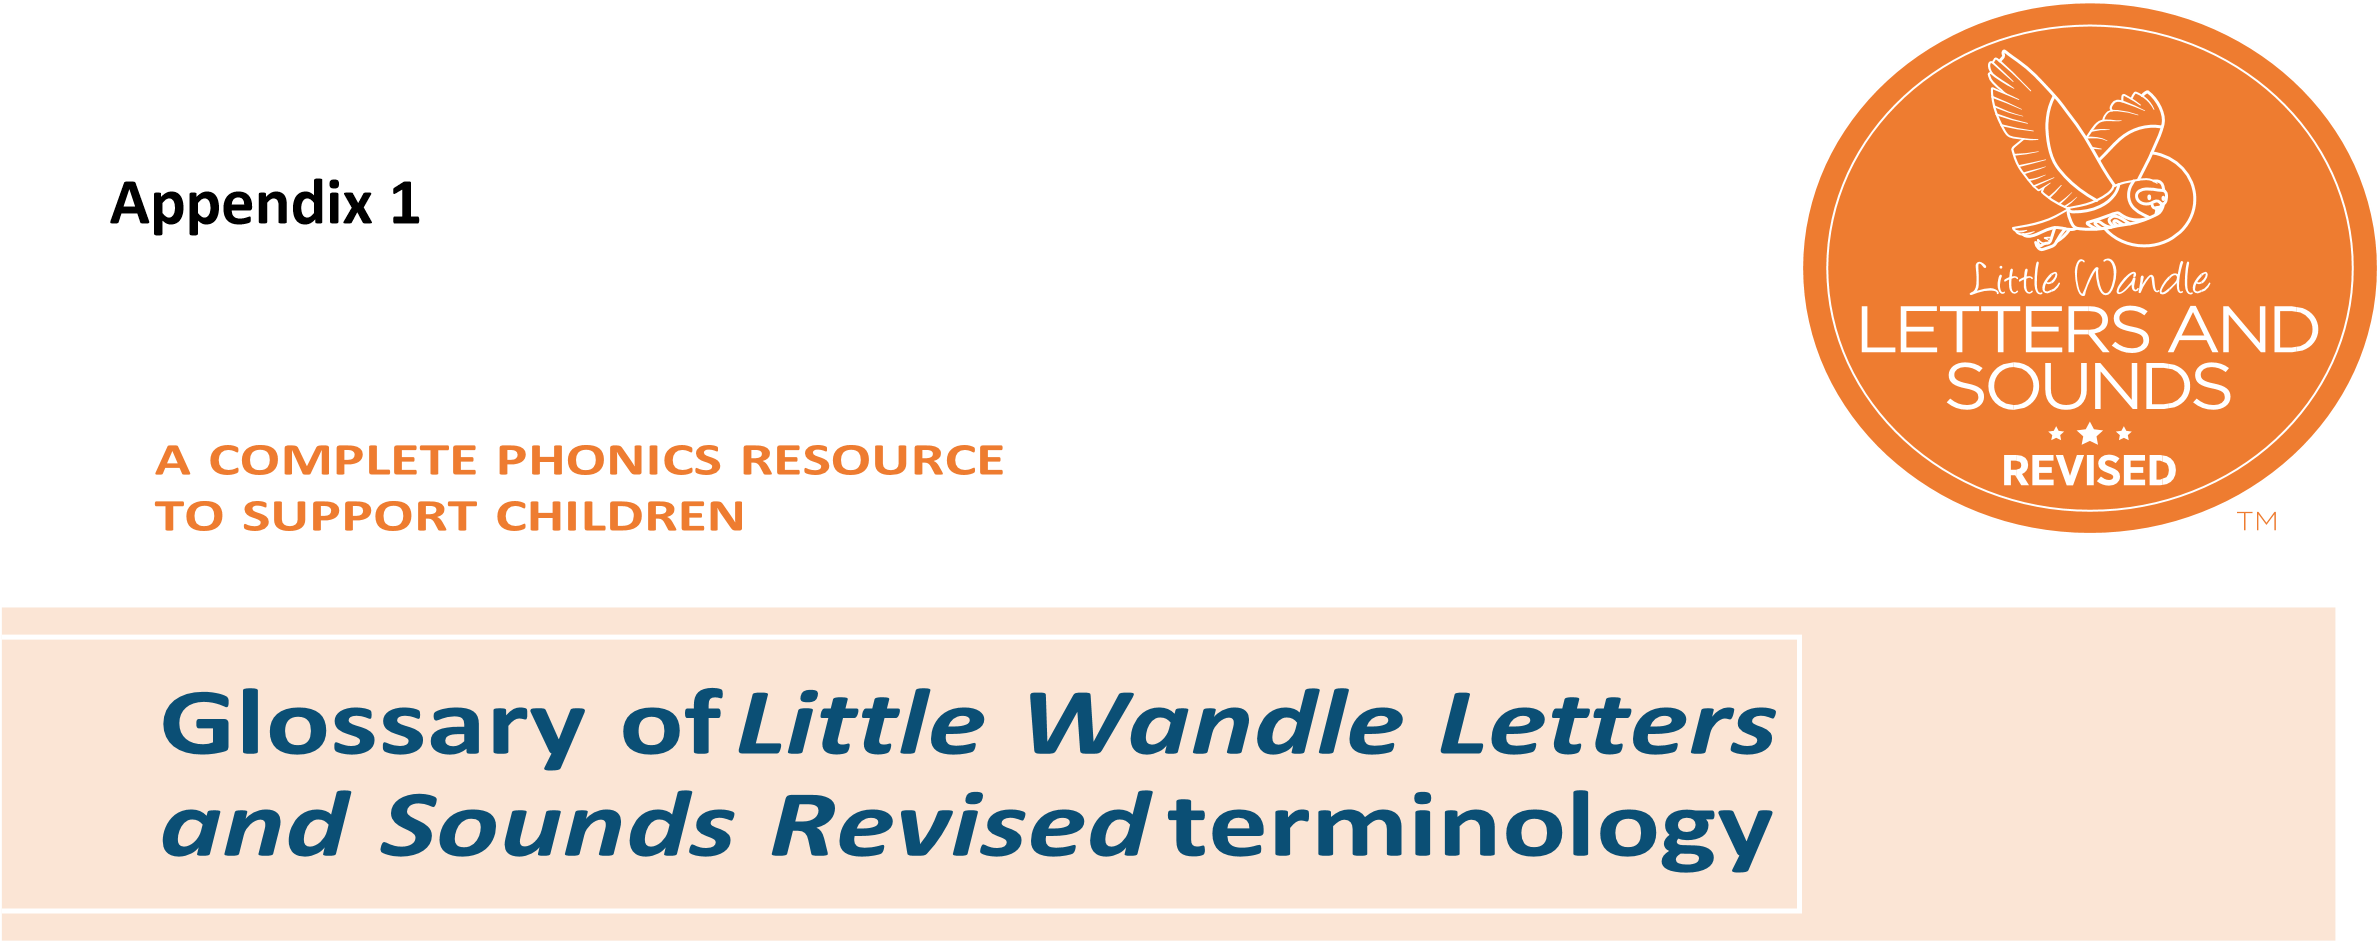 Appendix 1
Little Wandle
LETTERS AND
SOUNDS
REVISED
TM
A COMPLETE PHONICS RESOURCE
TO SUPPORT CHILDREN
Glossary of Little Wandle Letters
and Sounds Revised terminology